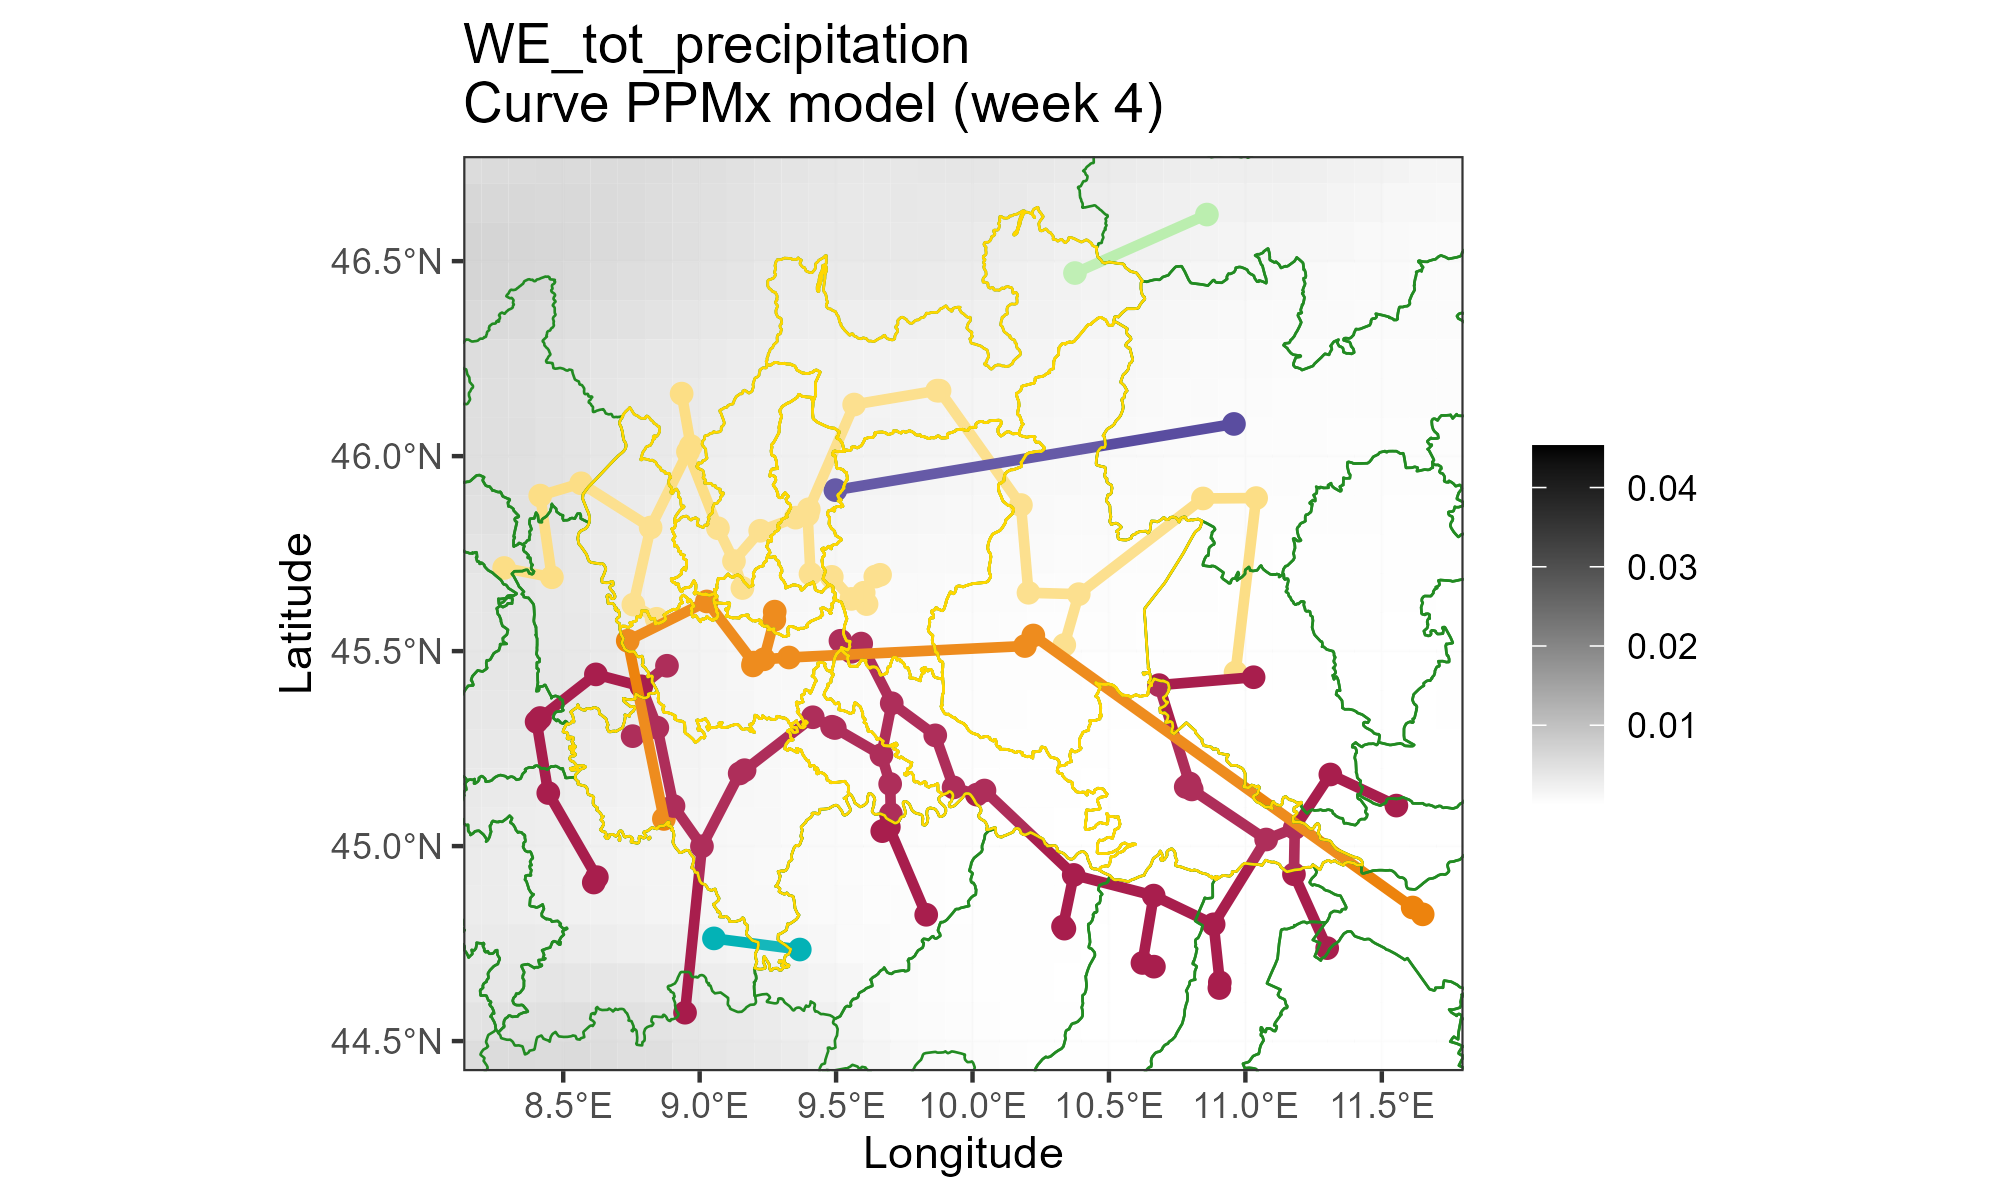 WE_tot_precipitation
Curve PPMx model (week 4)
46.5°N
46.0°N
45.5°N
45.0°N
44.5°N
Latitude
8.5°E 9.0°E 9.5°E 10.0°E 10.5°E 11.0°E 11.5°E
Longitude
0.04
0.03
0.02
0.01